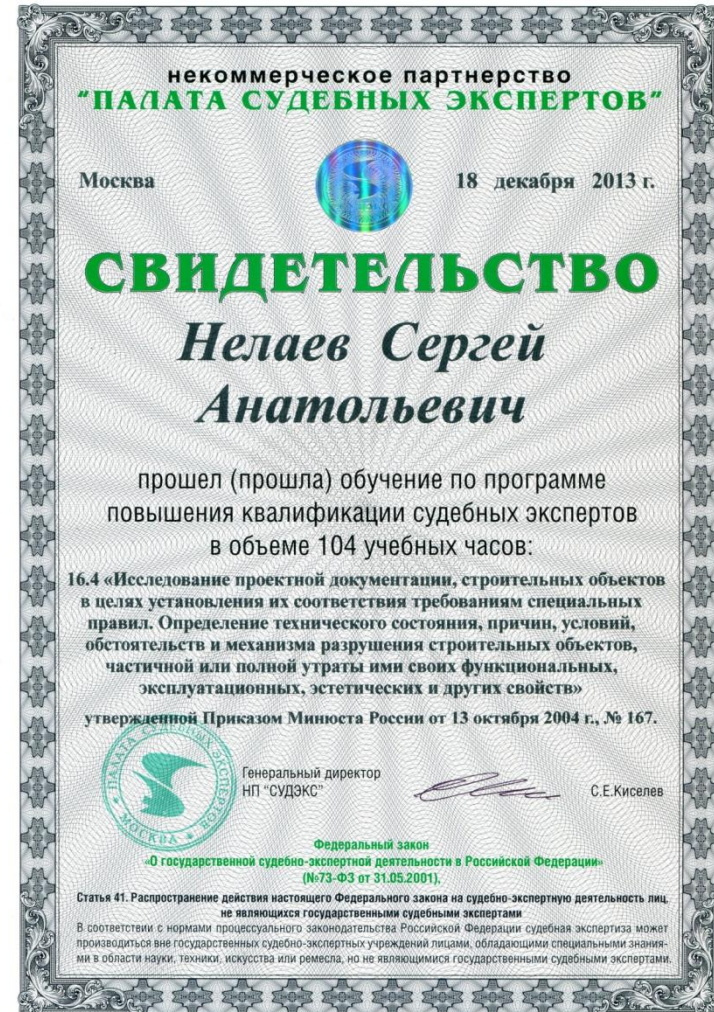 некоммерческое партнерство
"ПАЛАТА СУДЕБНЫХ ЭКСПЕРТОВ"
Москва
18 декабря 2013 г.
СВИДЕТЕЛЬСТВО
Нелаев Сергей
Анатольевич
прошел (прошла) обучение по программе
повышения квалификации судебных экспертов
в объеме 104 учебных часов:
16.4 «Исследование проектной документации, строительных объектов
в целях установления их соответствия требованиям специальных
правил. Определение технического состояния, причин, условий,
обстоятельств и механизма разрушения строительных объектов,
частичной или полной утраты ими своих функциональных,
эксплуатационных, эстетических и других свойств»
утвержденной Приказом Минюста России от 13 октября 2004 г., № 167.
ПАЛАТА СУДЕБНЫХ ЭКСПЕРТОВ
МОСКВА
Генеральный директор
НП "СУДЭКС"
С.Е.Киселев
Федеральный закон
«О государственной судебно-экспертной деятельности в Российской Федерации»
(№73-ФЗ от 31.05.2001),
Статья 41. Распространение действия настоящего Федерального закона на судебно-экспертную деятельность лиц,
не являющихся государственными судебными экспертами
В соответствии с нормами процессуального законодательства Российской Федерации судебная экспертиза может
производиться вне государственных судебно-экспертных учреждений лицами, обладающими специальными знания-
ми в области науки, техники, искусства или ремесла, но не являющимися государственными судебными экспертами.